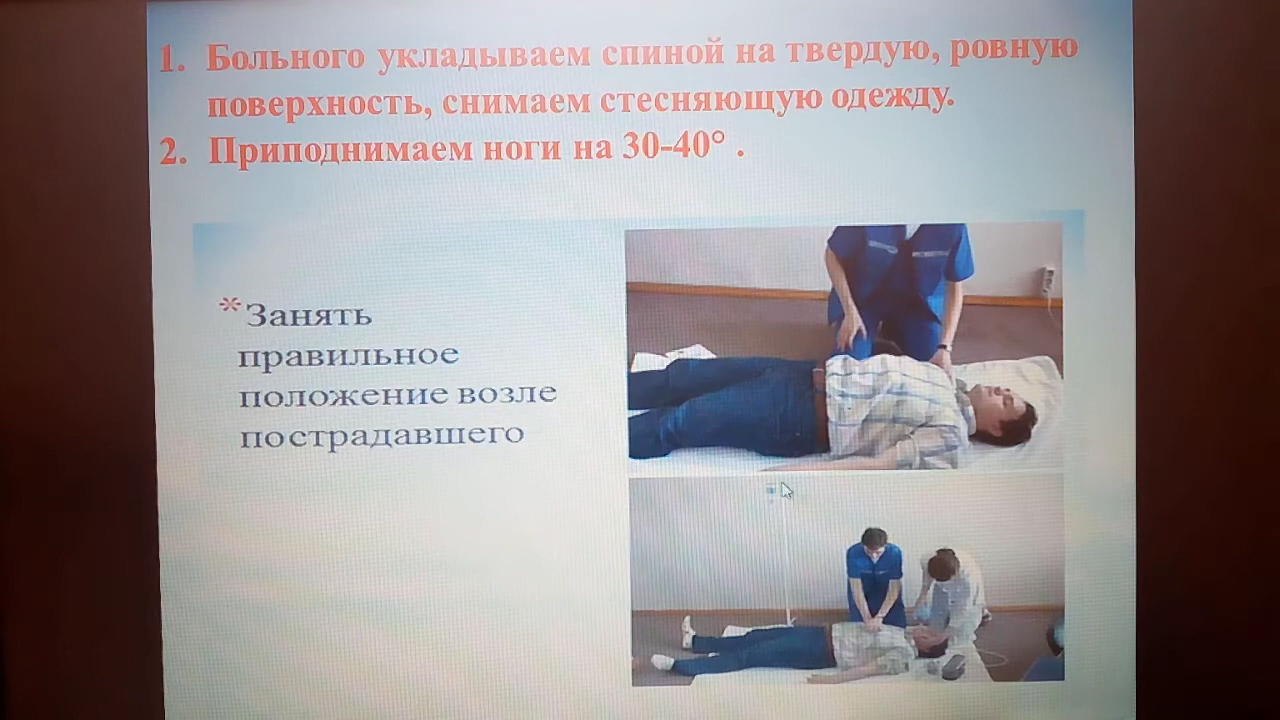 1. Больного укладываем спиной на твердую, ровную
поверхность, снимаем стесняющую одежду.
2. Приподнимаем ноги на 30-40° .
* Занять
правильное
положение возле
пострадавшего